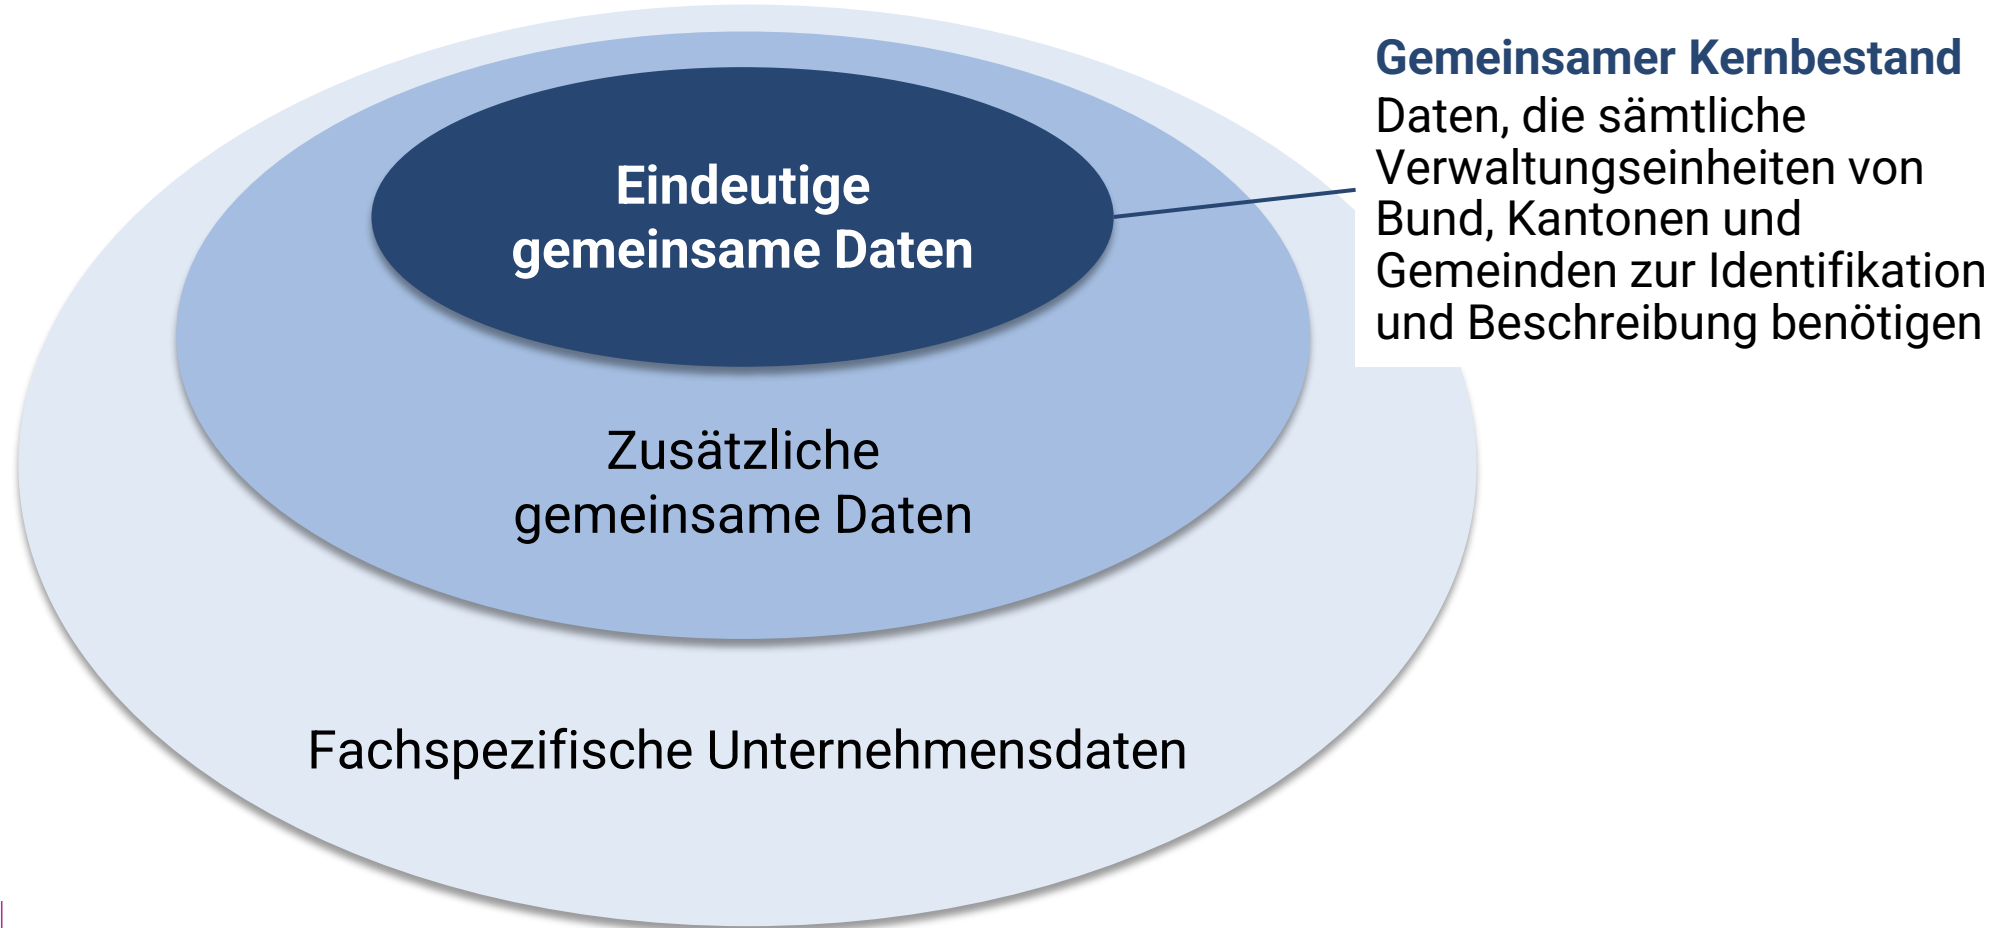 Gemeinsamer Kernbestand
Daten, die sämtliche
Verwaltungseinheiten von
Bund, Kantonen und
Gemeinden zur Identifikation
und Beschreibung benötigen
Eindeutige
gemeinsame Daten
Zusätzliche
gemeinsame Daten
Fachspezifische Unternehmensdaten